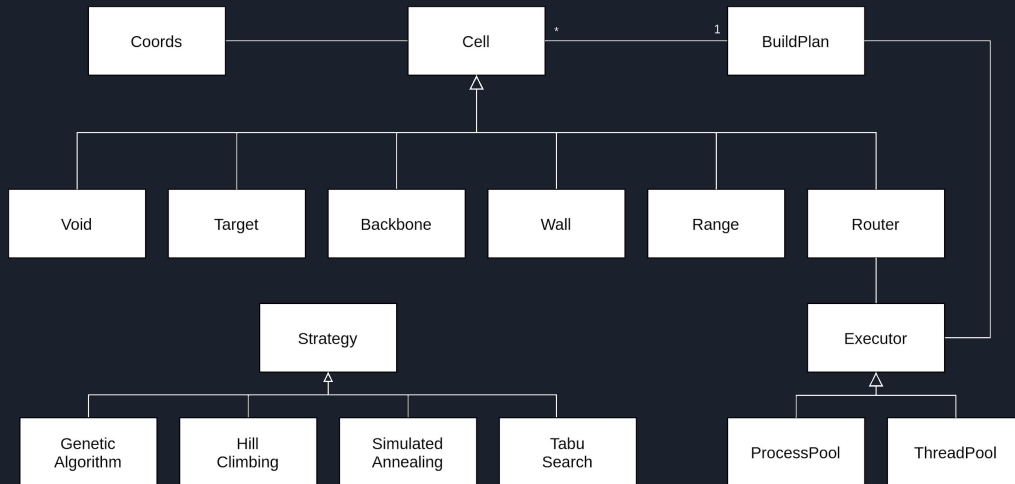 Coords
Cell
*
1
BuildPlan
Void
Target
Backbone
Wall
Range
Router
Strategy
Executor
Genetic
Algorithm
Hill
Climbing
Simulated
Annealing
Tabu
Search
ProcessPool
ThreadPool